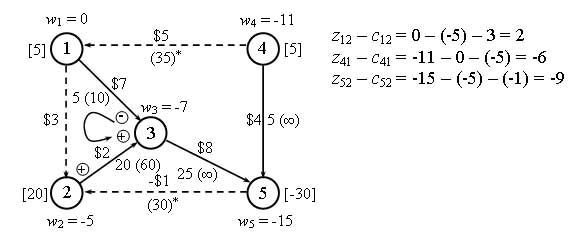 w1 = 0
w4 = -11
$5
(35)*
[5] 1
4 [5]
z12 – c12 = 0 – (-5) – 3 = 2
z41 – c41 = -11 – 0 – (-5) = -6
z52 – c52 = -15 – (-5) – (-1) = -9
$7
5 (10)
w3 = -7
-
+
3
$3
$4
5 (∞)
$8
25 (∞)
$2
20 (60)
+
-$1
(30)*
[20] 2
5 [-30]
w2 = -5
w5 = -15